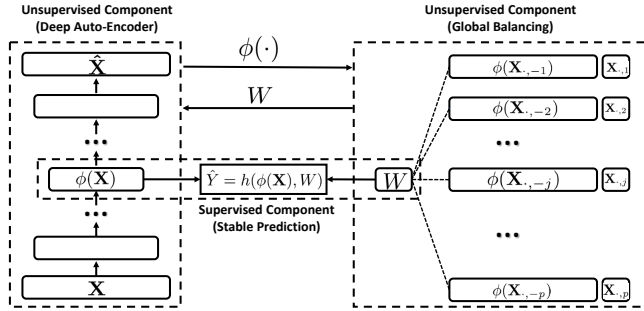 Unsupervised Component
(Deep Auto-Encoder)
Unsupervised Component
(Global Balancing)
X̂
ϕ(·)
W
ϕ(X·,−1) X·,1
ϕ(X·,−2) X·,2
...
...
ϕ(X)
Ŷ = h(ϕ(X), W)
W
ϕ(X·,−j) X·,j
Supervised Component
(Stable Prediction)
...
...
X
ϕ(X·,−p) X·,p